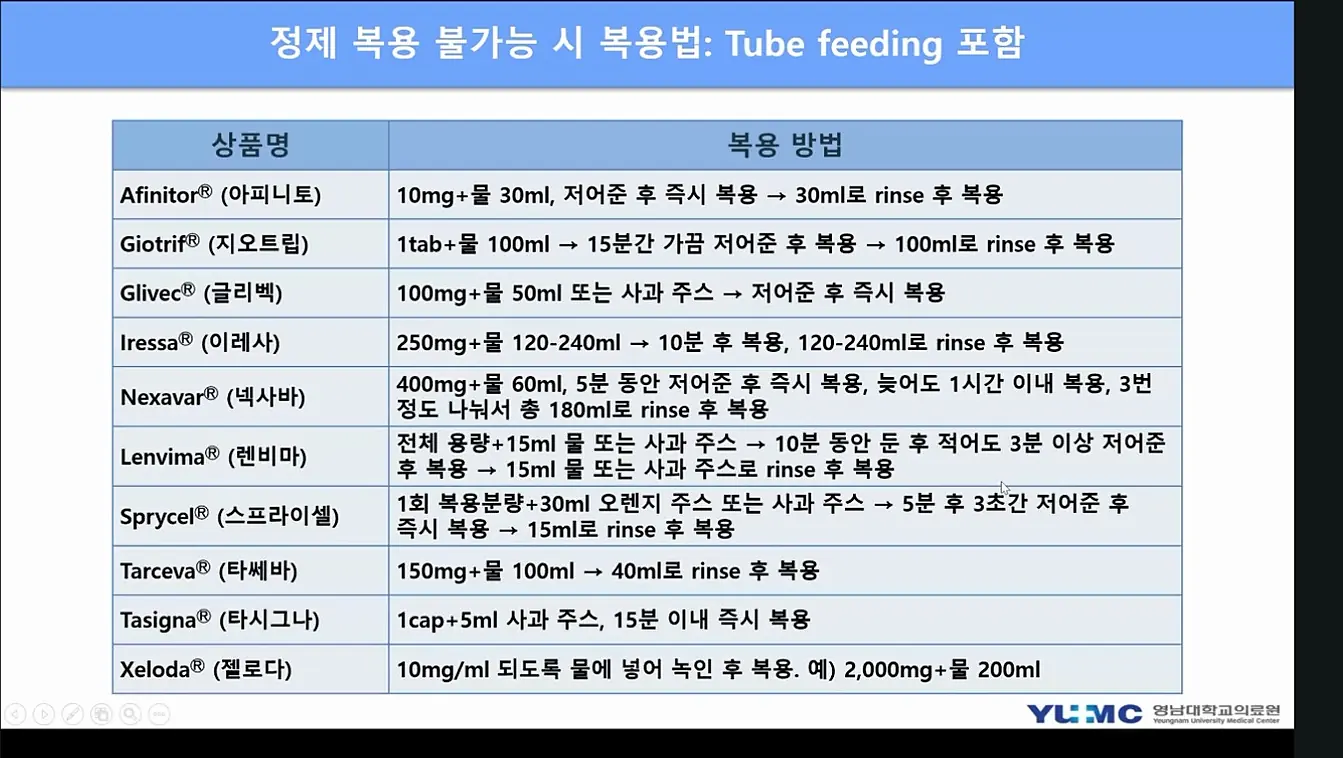 정제 복용 불가능 시 복용법: Tube feeding 포함
상품명
복용 방법
Afinitor® (아피니토)
10mg+물 30ml, 저어준 후 즉시 복용 → 30ml로 rinse 후 복용
Giotrif® (지오트립)
1tab+물 100ml → 15분간 가끔 저어준 후 복용 → 100ml로 rinse 후 복용
Glivec® (글리벡)
100mg+물 50ml 또는 사과 주스 → 저어준 후 즉시 복용
Iressa® (이레사)
250mg+물 120-240ml → 10분 후 복용, 120-240ml로 rinse 후 복용
Nexavar® (넥사바)
400mg+물 60ml, 5분 동안 저어준 후 즉시 복용, 늦어도 1시간 이내 복용, 3번
정도 나눠서 총 180ml로 rinse 후 복용
Lenvima® (렌비마)
전체 용량+15ml 물 또는 사과 주스 → 10분 동안 둔 후 적어도 3분 이상 저어준
후 복용 → 15ml 물 또는 사과 주스로 rinse 후 복용
Sprycel® (스프라이셀)
1회 복용분량+30ml 오렌지 주스 또는 사과 주스 → 5분 후 3초간 저어준 후
즉시 복용 → 15ml로 rinse 후 복용
Tarceva® (타쎄바)
150mg+물 100ml → 40ml로 rinse 후 복용
Tasigna® (타시그나)
1cap+5ml 사과 주스, 15분 이내 즉시 복용
Xeloda® (젤로다)
10mg/ml 되도록 물에 넣어 녹인 후 복용. 예) 2,000mg+물 200ml
YUMC 영남대학교의료원
Youngnam University Medical Center